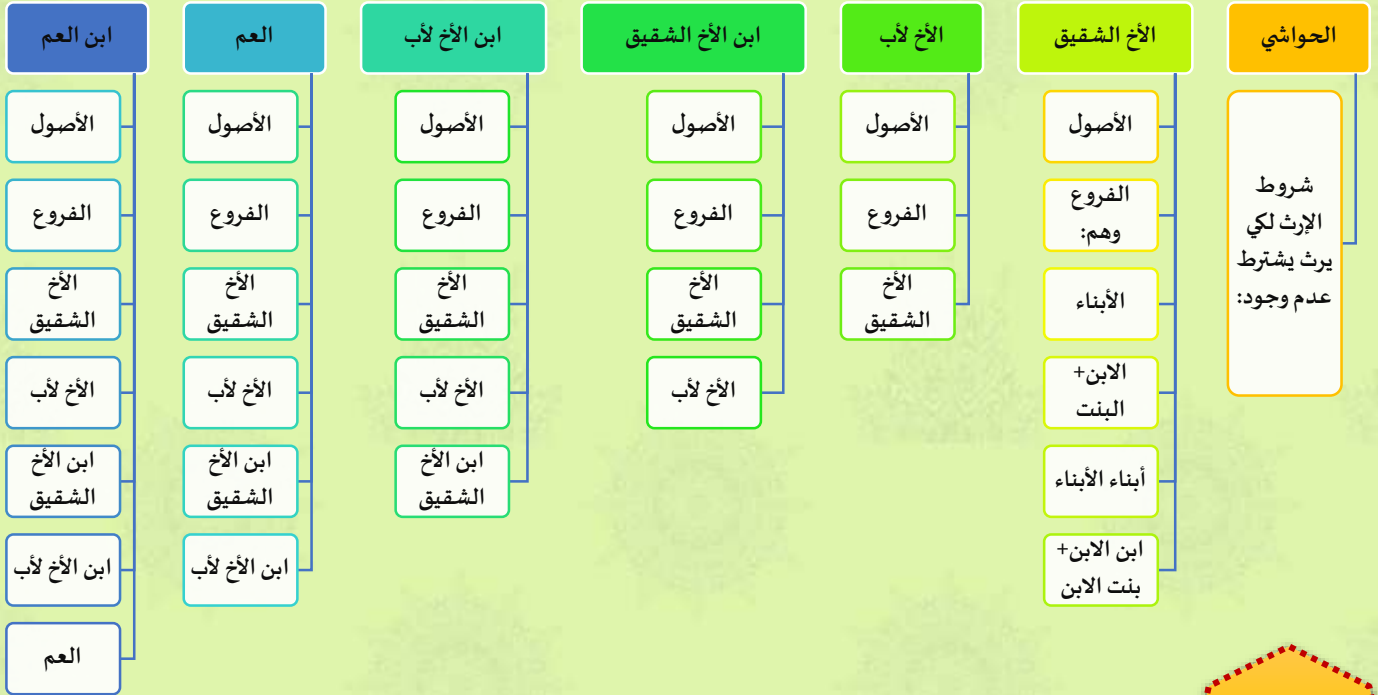 الحواشي
شروط
الإرث لكي
يرث يشترط
عدم وجود:
الأخ الشقيق
الأصول
الفروع
وهم:
الأبناء
الابن+
البنت
أبناء الأبناء
ابن الابن+
بنت الابن
الأخ لأب
الأصول
الفروع
الأخ
الشقيق
ابن الأخ الشقيق
الأصول
الفروع
الأخ
الشقيق
الأخ لأب
ابن الأخ لأب
الأصول
الفروع
الأخ
الشقيق
الأخ لأب
ابن الأخ
الشقيق
العم
الأصول
الفروع
الأخ
الشقيق
الأخ لأب
ابن الأخ
الشقيق
ابن الأخ لأب
ابن العم
الأصول
الفروع
الأخ
الشقيق
الأخ لأب
ابن الأخ
الشقيق
ابن الأخ لأب
العم